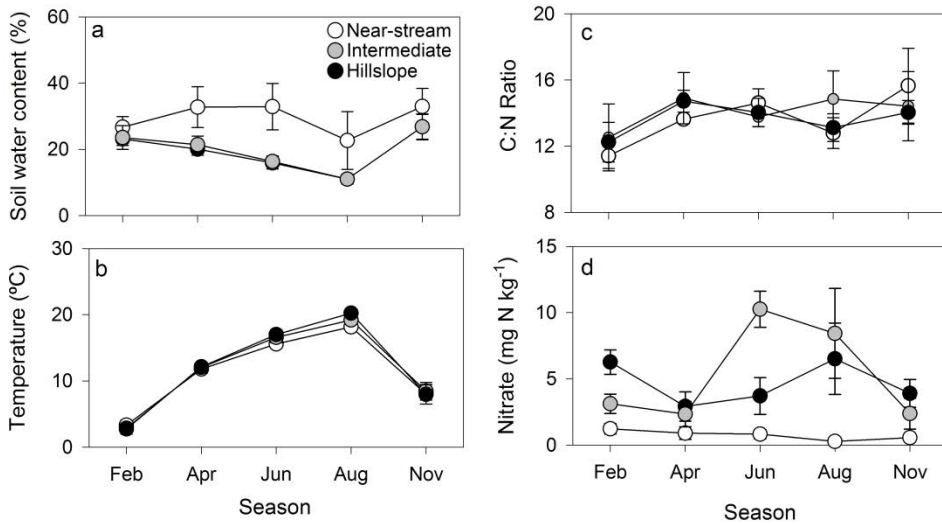 a
Near-stream
Intermediate
Hillslope
Soil water content (%)
60
40
20
0
b
Temperature (ºC)
30
20
10
0
Feb
Apr
Jun
Aug
Nov
Season
c
C:N Ratio
20
16
12
8
d
Nitrate (mg N kg⁻¹)
15
10
5
0
Feb
Apr
Jun
Aug
Nov
Season